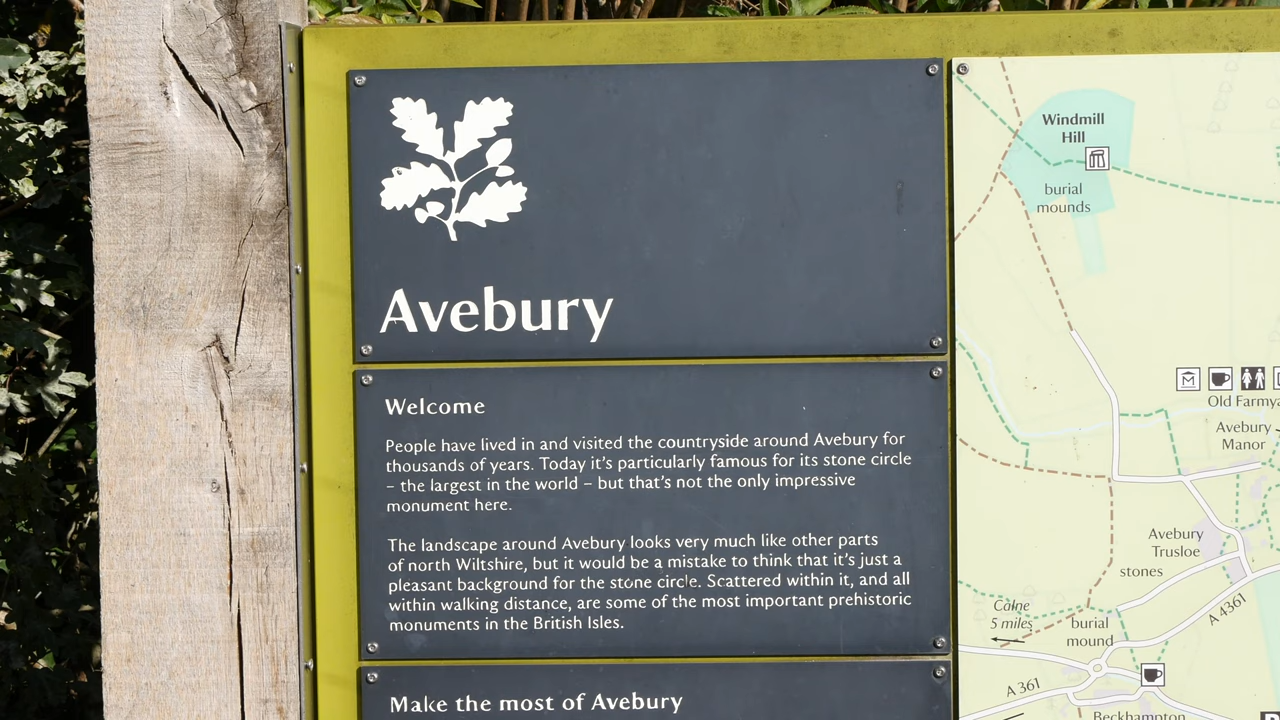 Avebury
Welcome
People have lived in and visited the countryside around Avebury for
thousands of years. Today it's particularly famous for its stone circle
– the largest in the world – but that's not the only impressive
monument here.
The landscape around Avebury looks very much like other parts
of north Wiltshire, but it would be a mistake to think that it's just a
pleasant background for the stone circle. Scattered within it, and all
within walking distance, are some of the most important prehistoric
monuments in the British Isles.
Make the most of Avebury
Windmill
Hill
burial
mounds
M
Old Farmya
Avebury
Manor
Avebury
Trusloe
stones
Calne
5 miles
burial
mound
A 4361
A 361
Beckhampton